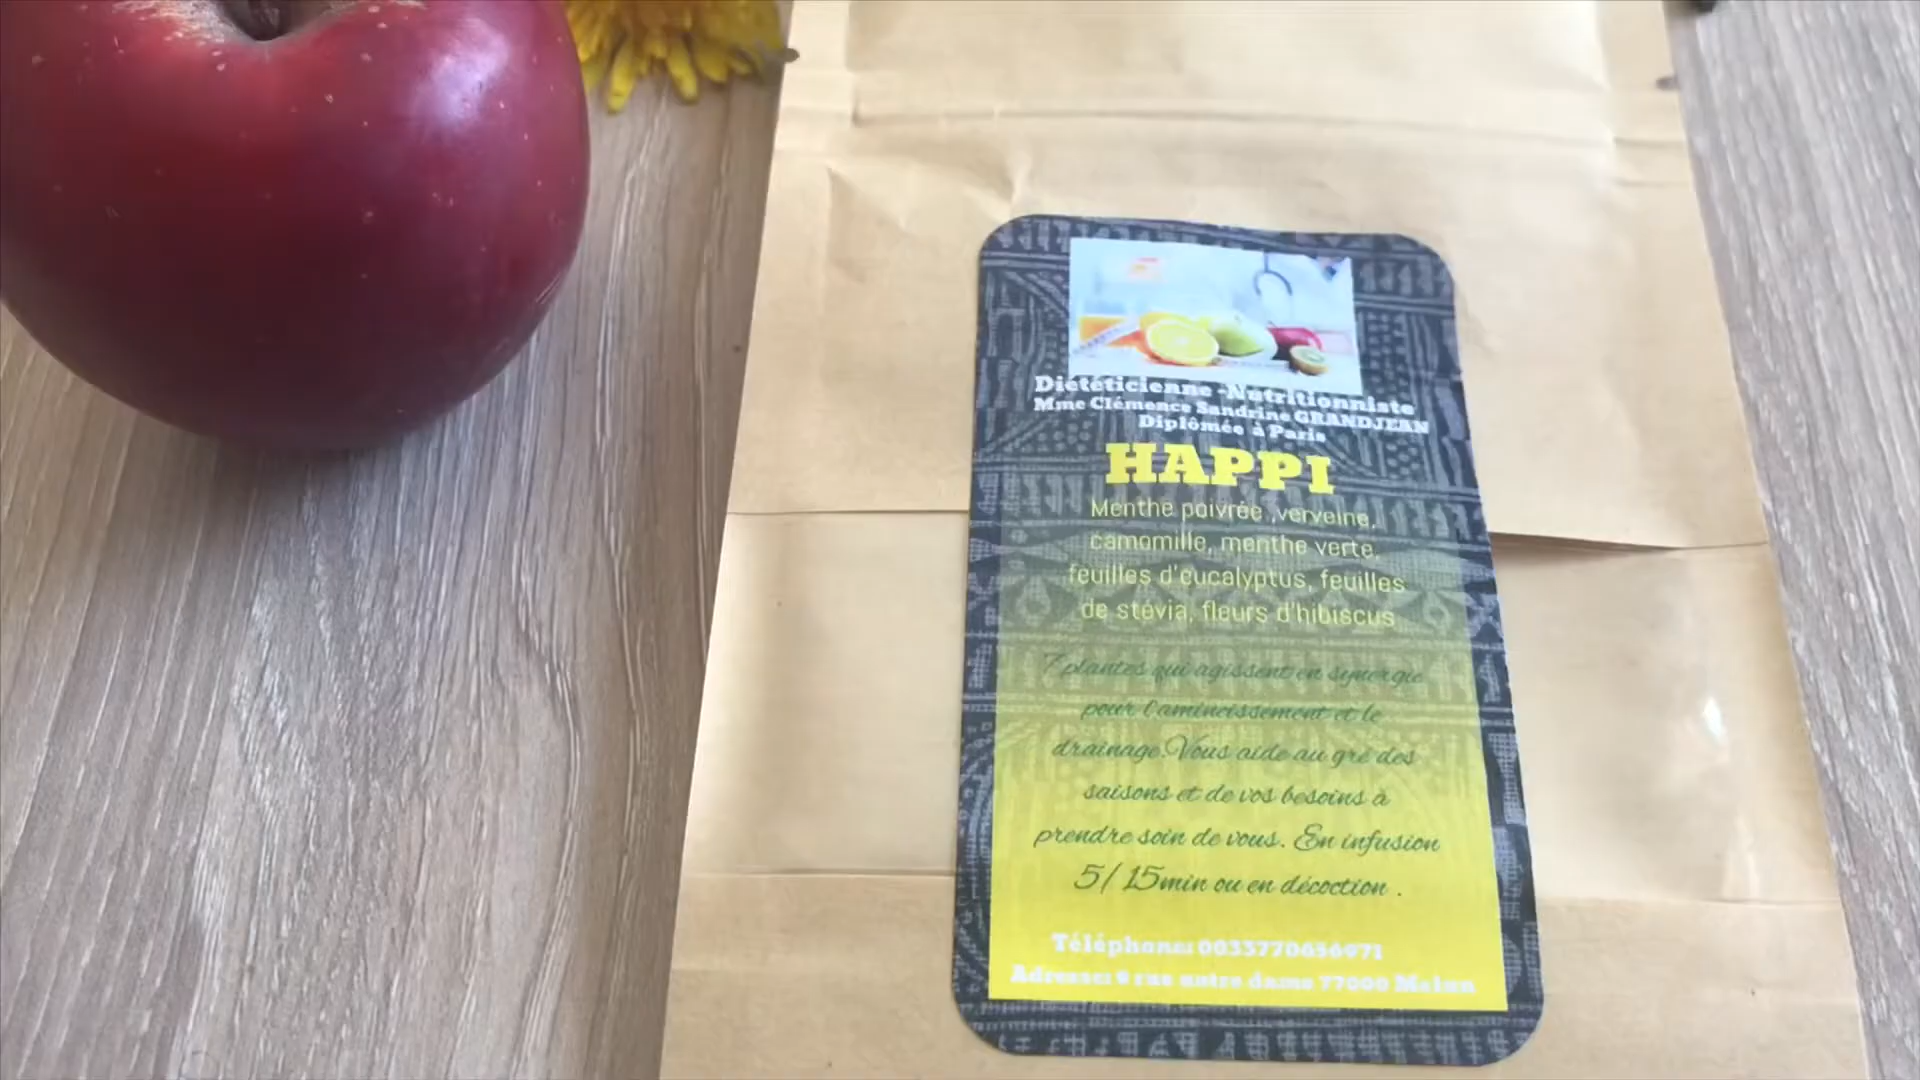 Diététicienne -Nutritionniste
Mme Clémence Sandrine GRANDJEAN
Diplômée à Paris
HAPPI
Menthe poivrée ,verveine,
camomille, menthe verte,
feuilles d'eucalyptus, feuilles
de stévia, fleurs d'hibiscus
7 plantes qui agissent en synergie
pour l'amincissement et le
drainage.Vous aide au gré des
saisons et de vos besoins à
prendre soin de vous. En infusion
5/ 15min ou en décoction .
Téléphone: 0033770656971
Adresse: rue notre dame 77000 Melun